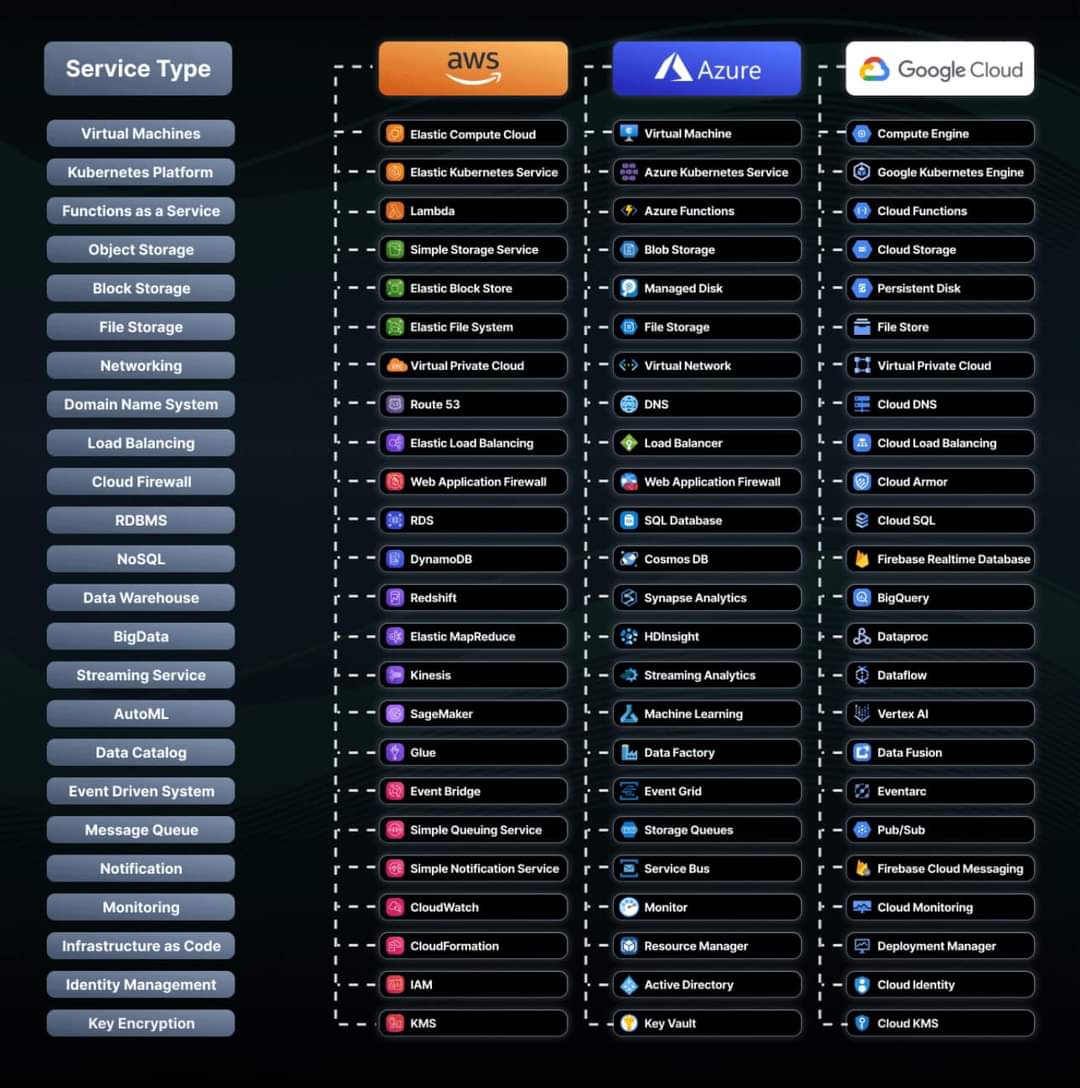 Service Type aws Azure Google Cloud
Virtual Machines Elastic Compute Cloud Virtual Machine Compute Engine
Kubernetes Platform Elastic Kubernetes Service Azure Kubernetes Service Google Kubernetes Engine
Functions as a Service Lambda Azure Functions Cloud Functions
Object Storage Simple Storage Service Blob Storage Cloud Storage
Block Storage Elastic Block Store Managed Disk Persistent Disk
File Storage Elastic File System File Storage File Store
Networking Virtual Private Cloud Virtual Network Virtual Private Cloud
Domain Name System Route 53 DNS Cloud DNS
Load Balancing Elastic Load Balancing Load Balancer Cloud Load Balancing
Cloud Firewall Web Application Firewall Web Application Firewall Cloud Armor
RDBMS RDS SQL Database Cloud SQL
NoSQL DynamoDB Cosmos DB Firebase Realtime Database
Data Warehouse Redshift Synapse Analytics BigQuery
BigData Elastic MapReduce HDInsight Dataproc
Streaming Service Kinesis Streaming Analytics Dataflow
AutoML SageMaker Machine Learning Vertex AI
Data Catalog Glue Data Factory Data Fusion
Event Driven System Event Bridge Event Grid Eventarc
Message Queue Simple Queuing Service Storage Queues Pub/Sub
Notification Simple Notification Service Service Bus Firebase Cloud Messaging
Monitoring CloudWatch Monitor Cloud Monitoring
Infrastructure as Code CloudFormation Resource Manager Deployment Manager
Identity Management IAM Active Directory Cloud Identity
Key Encryption KMS Key Vault Cloud KMS